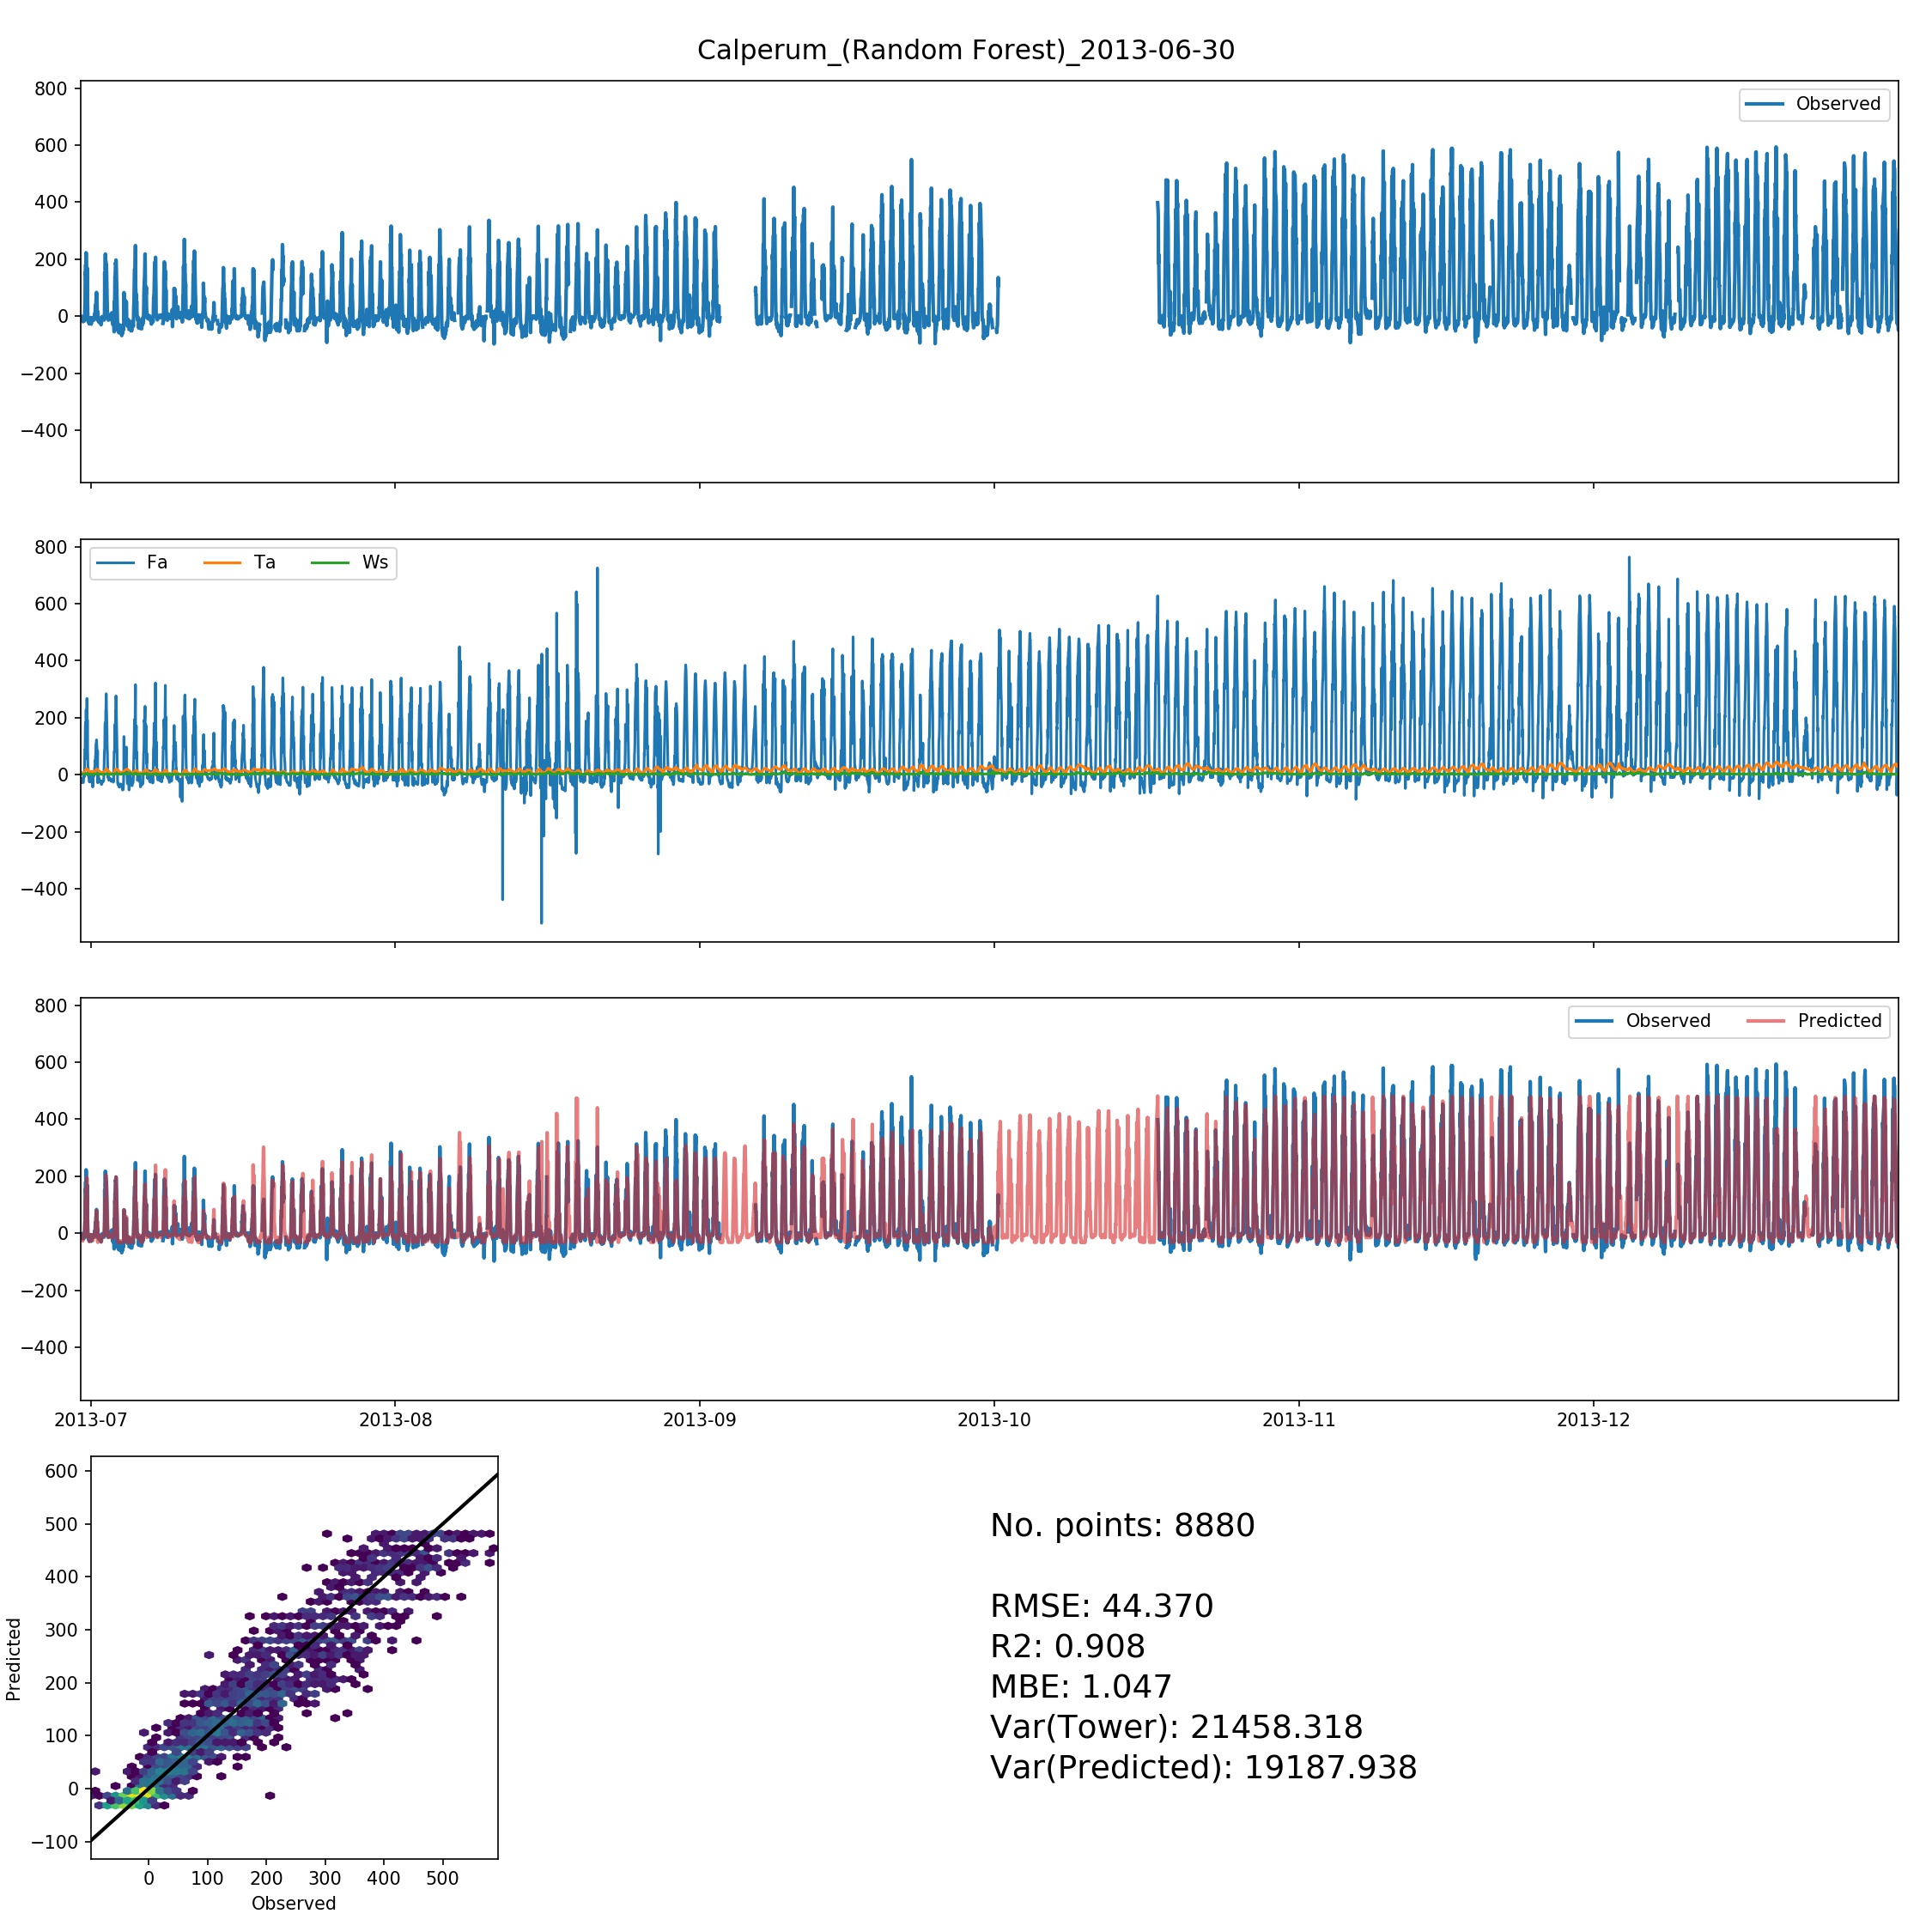 Calperum_(Random Forest)_2013-06-30
800
600
400
200
0
−200
−400
Observed
800
600
400
200
0
−200
−400
Fa Ta Ws
800
600
400
200
0
−200
−400
Observed Predicted
2013-07 2013-08 2013-09 2013-10 2013-11 2013-12
600
500
400
300
200
100
0
−100
Predicted
0 100 200 300 400 500
Observed
No. points: 8880
RMSE: 44.370
R2: 0.908
MBE: 1.047
Var(Tower): 21458.318
Var(Predicted): 19187.938